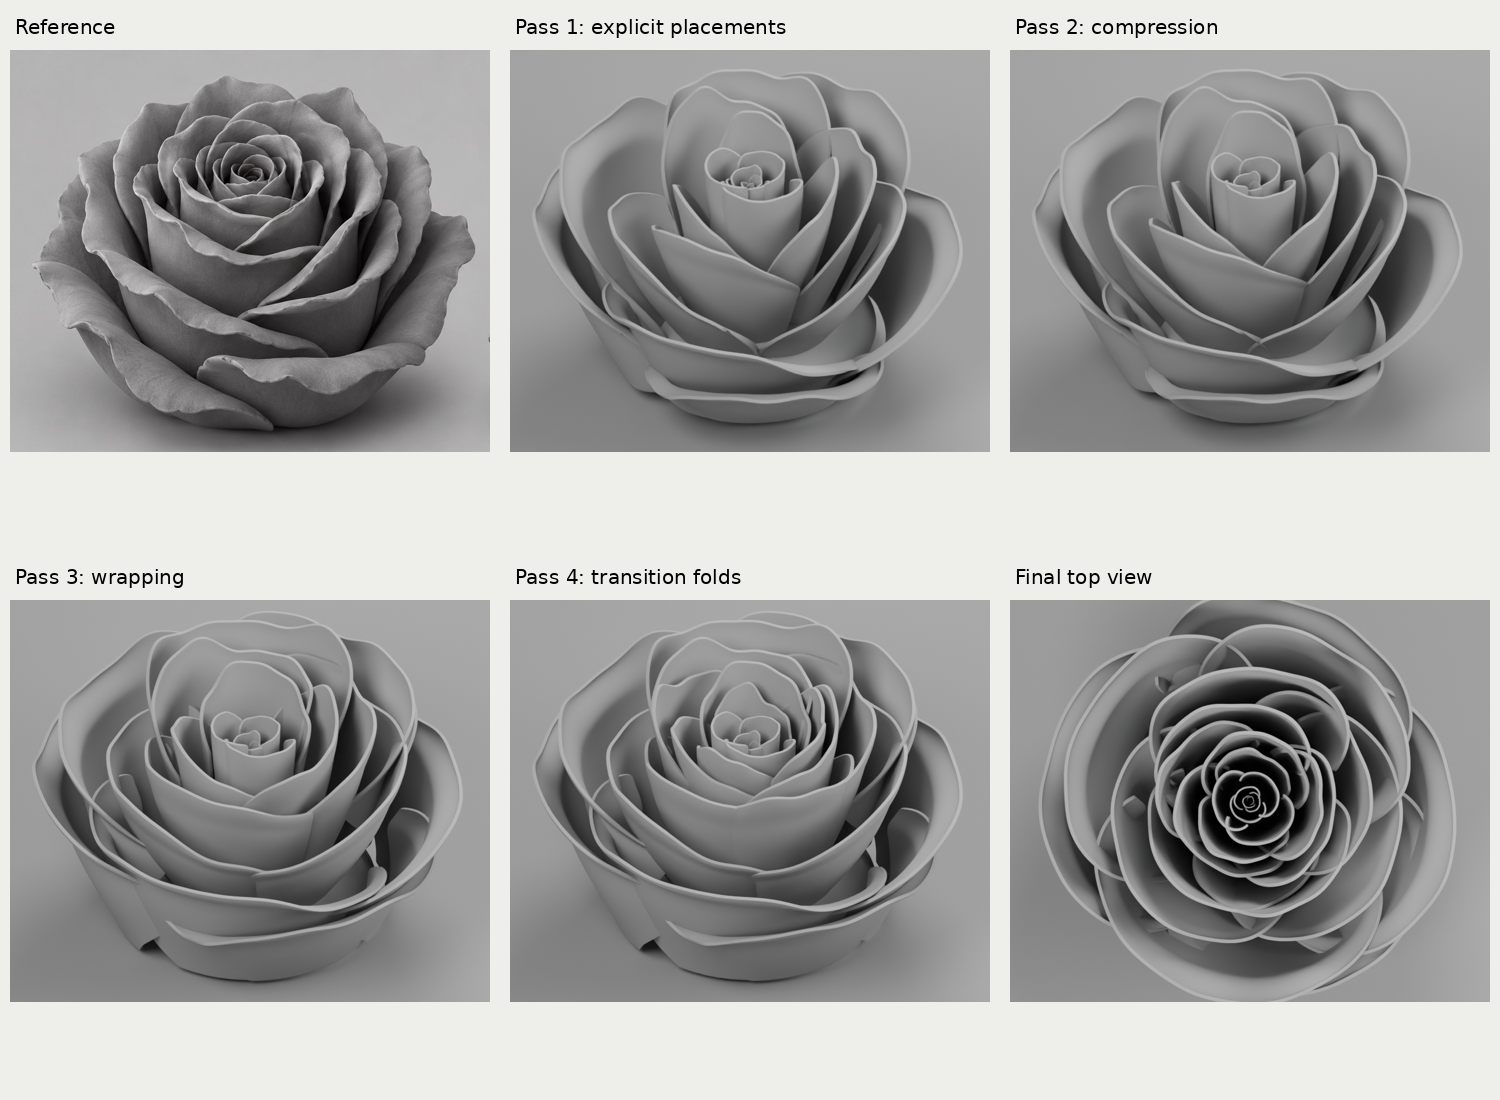 Reference
Pass 1: explicit placements
Pass 2: compression
Pass 3: wrapping
Pass 4: transition folds
Final top view